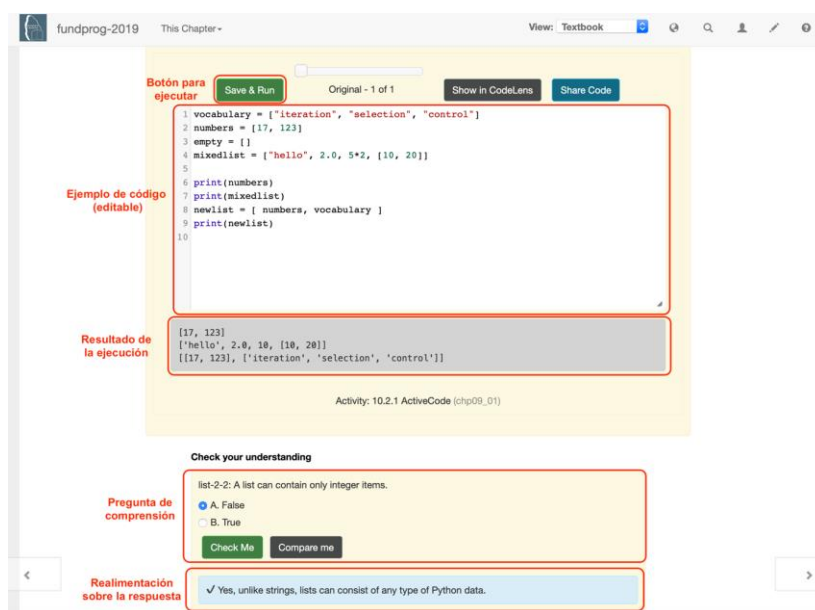 fundprog-2019 This Chapter View: Textbook
Botón para
ejecutar
Save & Run Original - 1 of 1 Show in CodeLens Share Code
Ejemplo de código
(editable)
1 vocabulary = ["iteration", "selection", "control"]
2 numbers = [17, 123]
3 empty = []
4 mixedlist = ["hello", 2.0, 5*2, [10, 20]]
5
6 print(numbers)
7 print(mixedlist)
8 newlist = [ numbers, vocabulary ]
9 print(newlist)
10
Resultado de
la ejecución
[17, 123]
['hello', 2.0, 10, [10, 20]]
[[17, 123], ['iteration', 'selection', 'control']]
Activity: 10.2.1 ActiveCode (chp09_01)
Check your understanding
Pregunta de
comprensión
list-2-2: A list can contain only integer items.
A. False
B. True
Check Me Compare me
Realimentación
sobre la respuesta
✓ Yes, unlike strings, lists can consist of any type of Python data.